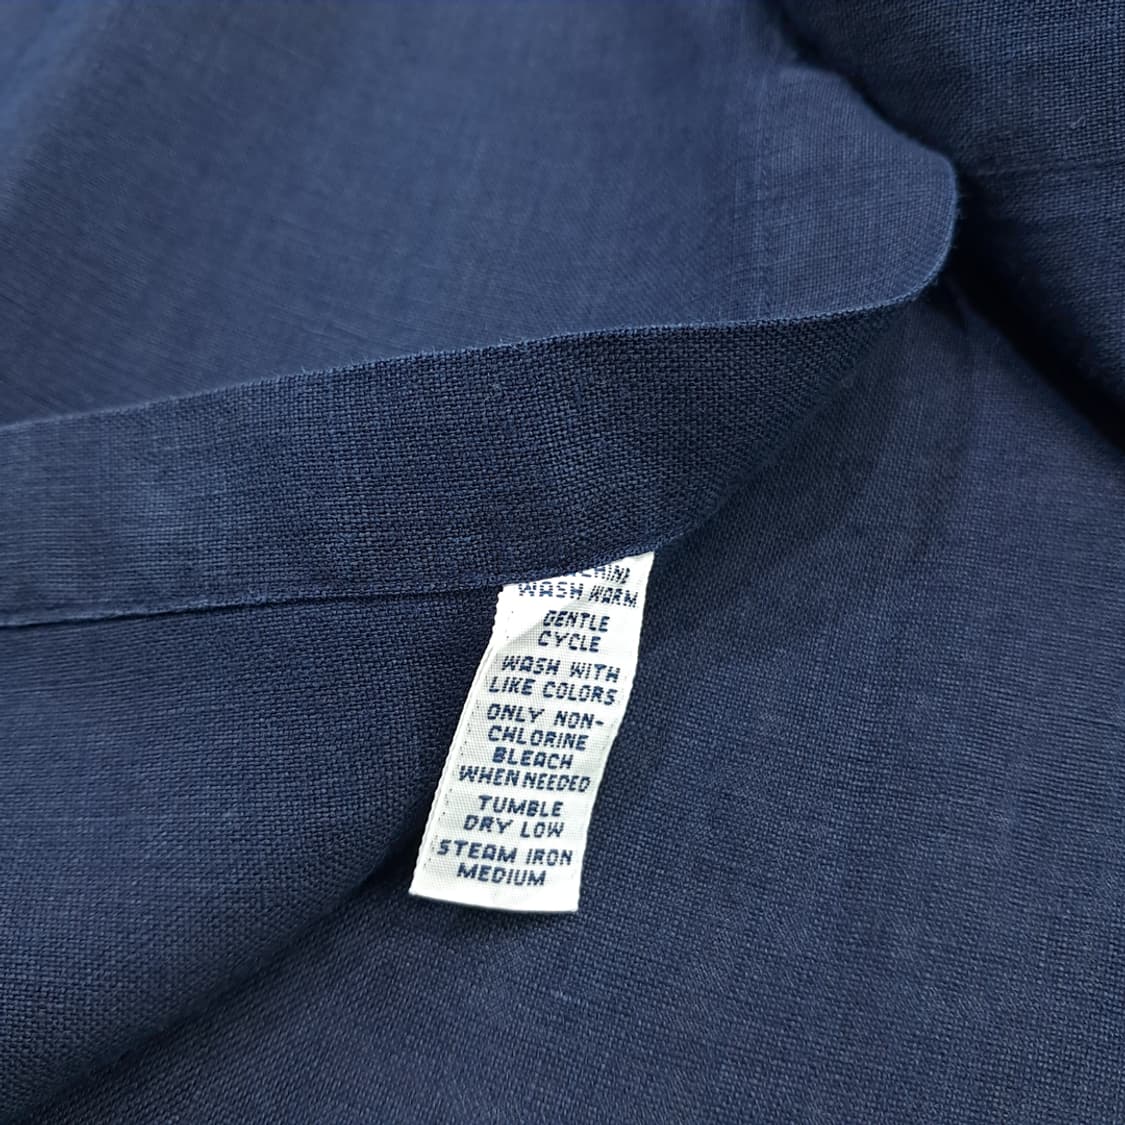 WASH WARM
GENTLE
CYCLE
WASH WITH
LIKE COLORS
ONLY NON-
CHLORINE
BLEACH
WHEN NEEDED
TUMBLE
DRY LOW
STEAM IRON
MEDIUM